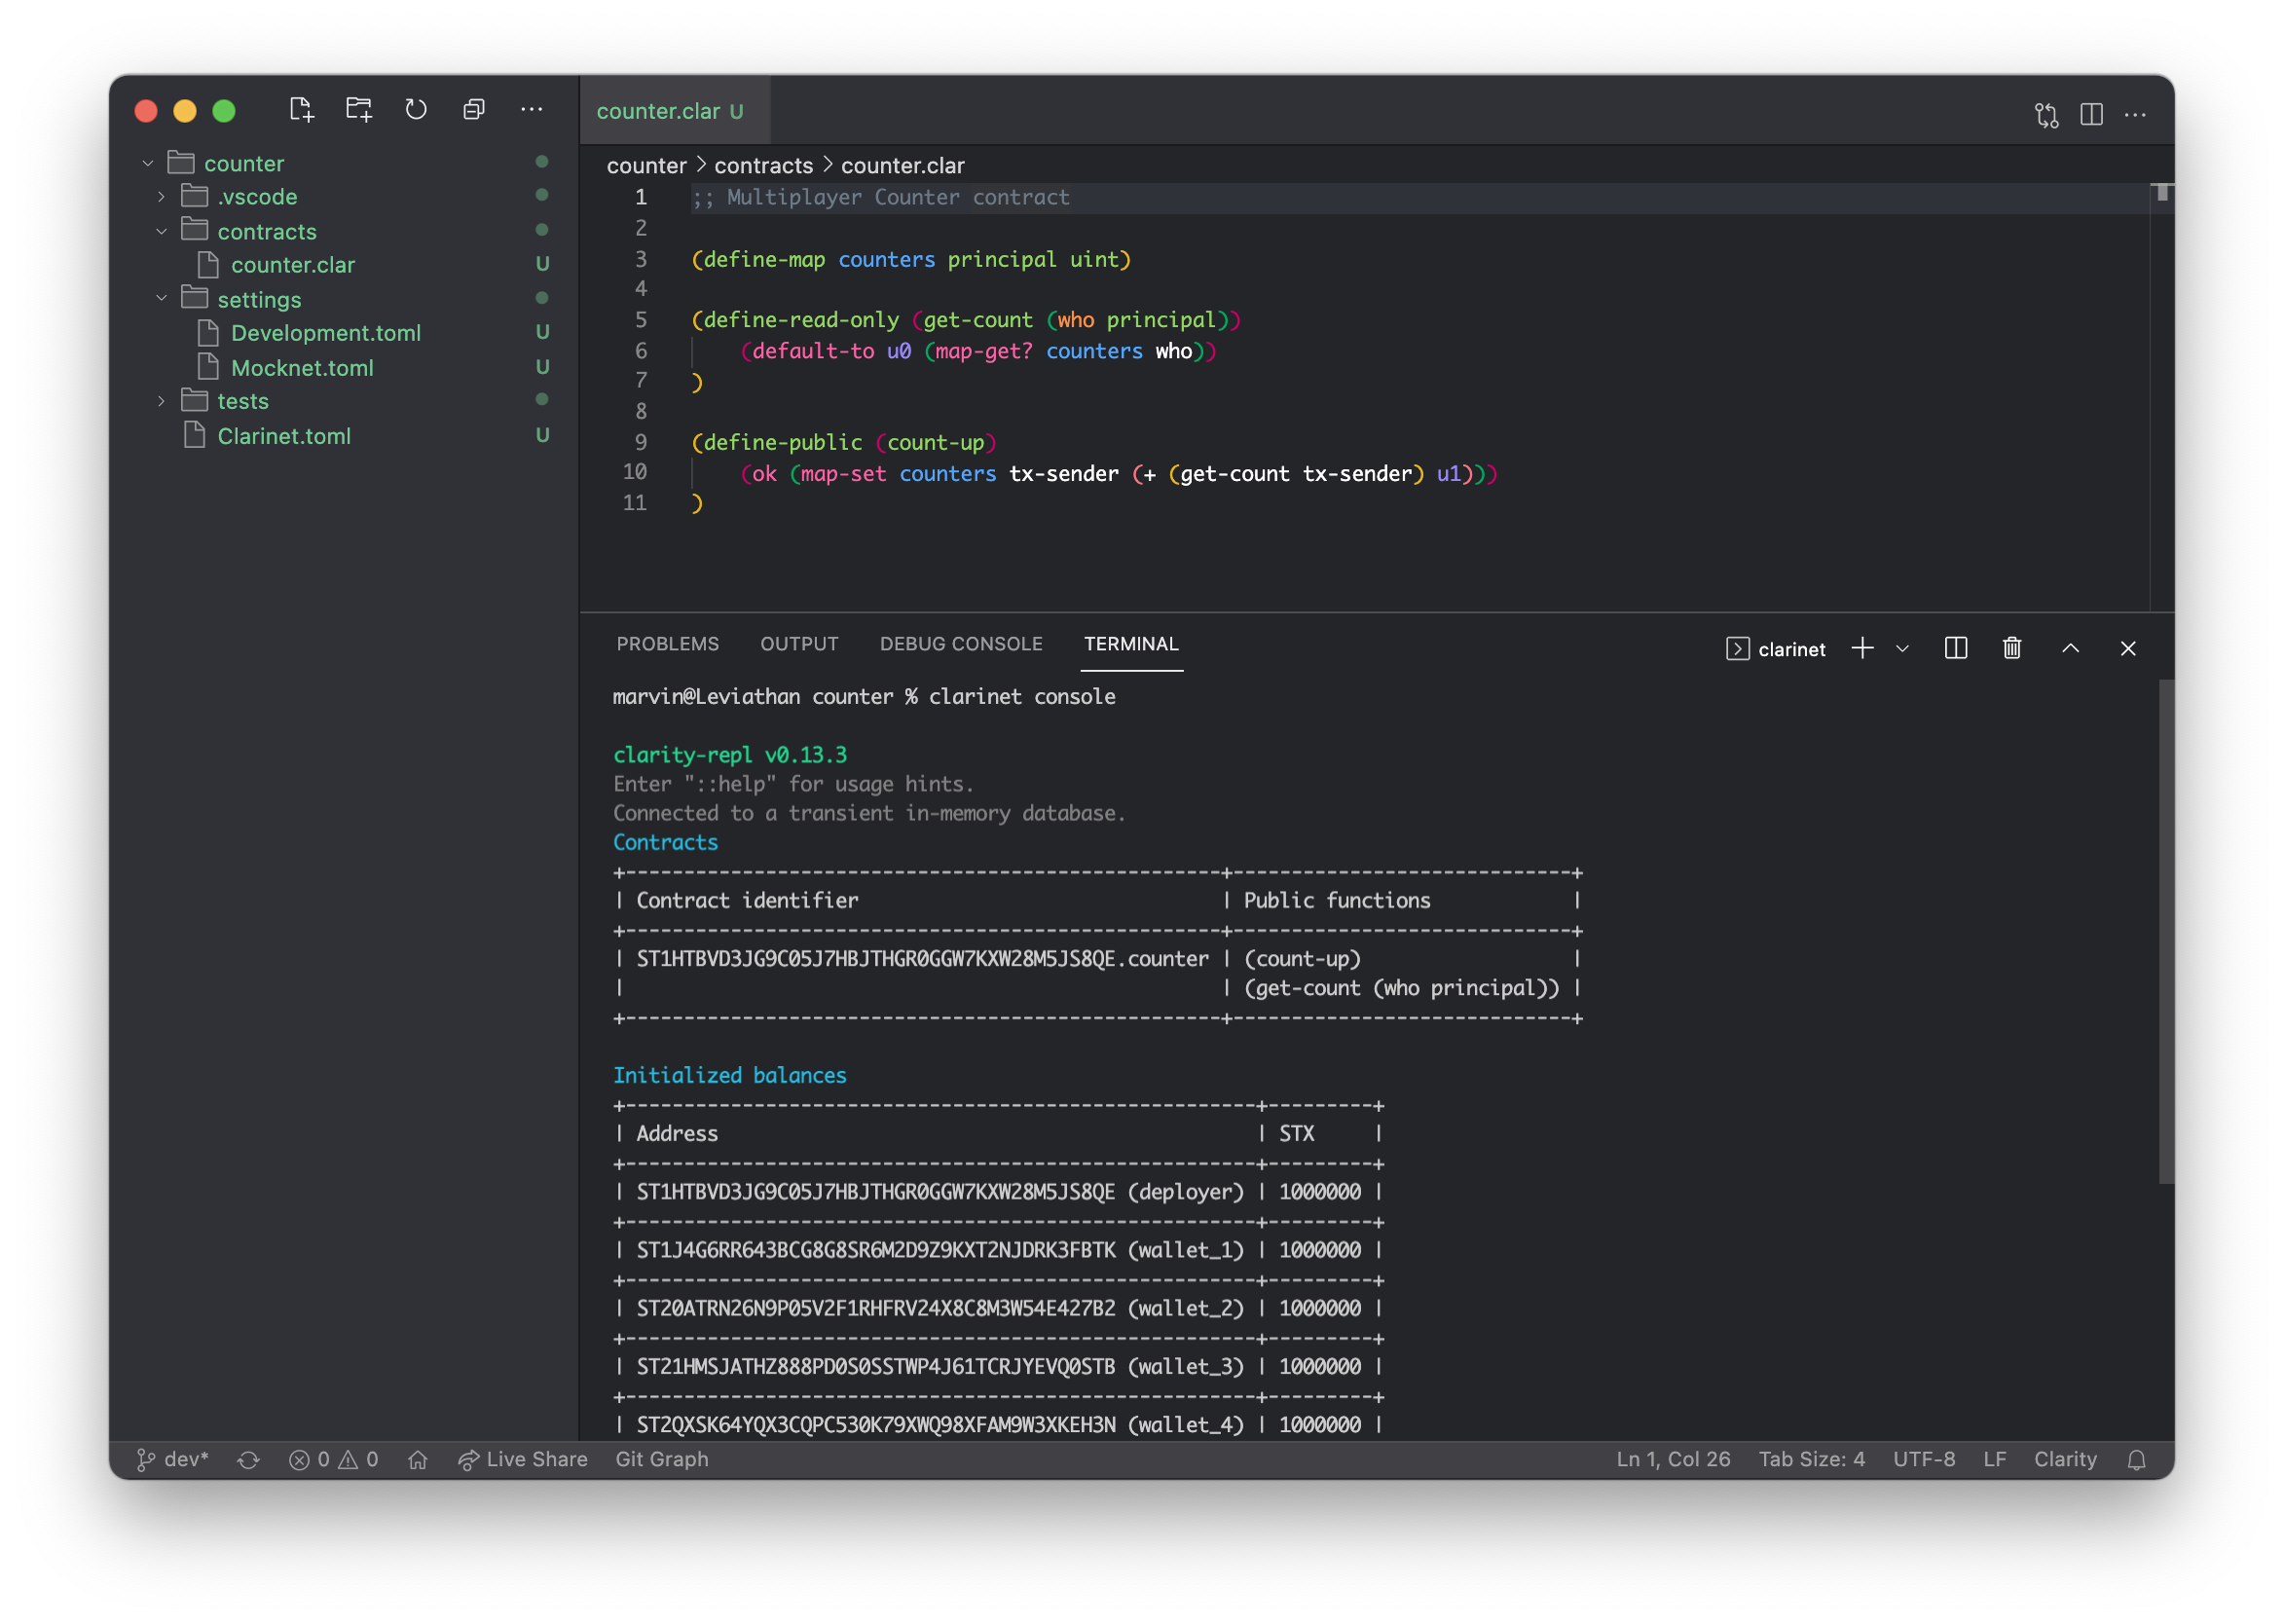 counter
.vscode
contracts
counter.clar U
settings
Development.toml U
Mocknet.toml U
tests
Clarinet.toml U
counter.clar U
counter > contracts > counter.clar
1 ;; Multiplayer Counter contract
2
3 (define-map counters principal uint)
4
5 (define-read-only (get-count (who principal))
6     (default-to u0 (map-get? counters who))
7 )
8
9 (define-public (count-up)
10     (ok (map-set counters tx-sender (+ (get-count tx-sender) u1)))
11 )
PROBLEMS OUTPUT DEBUG CONSOLE TERMINAL clarinet
marvin@Leviathan counter % clarinet console
clarity-repl v0.13.3
Enter "::help" for usage hints.
Connected to a transient in-memory database.
Contracts
+-------------------------------------------------+----------------------------+
| Contract identifier | Public functions |
+-------------------------------------------------+----------------------------+
| ST1HTBVD3JG9C05J7HBJTHGR0GGW7KXW28M5JS8QE.counter | (count-up) |
| | (get-count (who principal)) |
+-------------------------------------------------+----------------------------+
Initialized balances
+------------------------------------------------------+---------+
| Address | STX |
+------------------------------------------------------+---------+
| ST1HTBVD3JG9C05J7HBJTHGR0GGW7KXW28M5JS8QE (deployer) | 1000000 |
+------------------------------------------------------+---------+
| ST1J4G6RR643BCG8G8SR6M2D9Z9KXT2NJDRK3FBTK (wallet_1) | 1000000 |
+------------------------------------------------------+---------+
| ST20ATRN26N9P05V2F1RHFRV24X8C8M3W54E427B2 (wallet_2) | 1000000 |
+------------------------------------------------------+---------+
| ST21HMSJATHZ888PD0S0SSTWP4J61TCRJYEVQ0STB (wallet_3) | 1000000 |
+------------------------------------------------------+---------+
| ST2QXSK64YQX3CQPC530K79XWQ98XFAM9W3XKEH3N (wallet_4) | 1000000 |
dev* 0 0 Live Share Git Graph Ln 1, Col 26 Tab Size: 4 UTF-8 LF Clarity